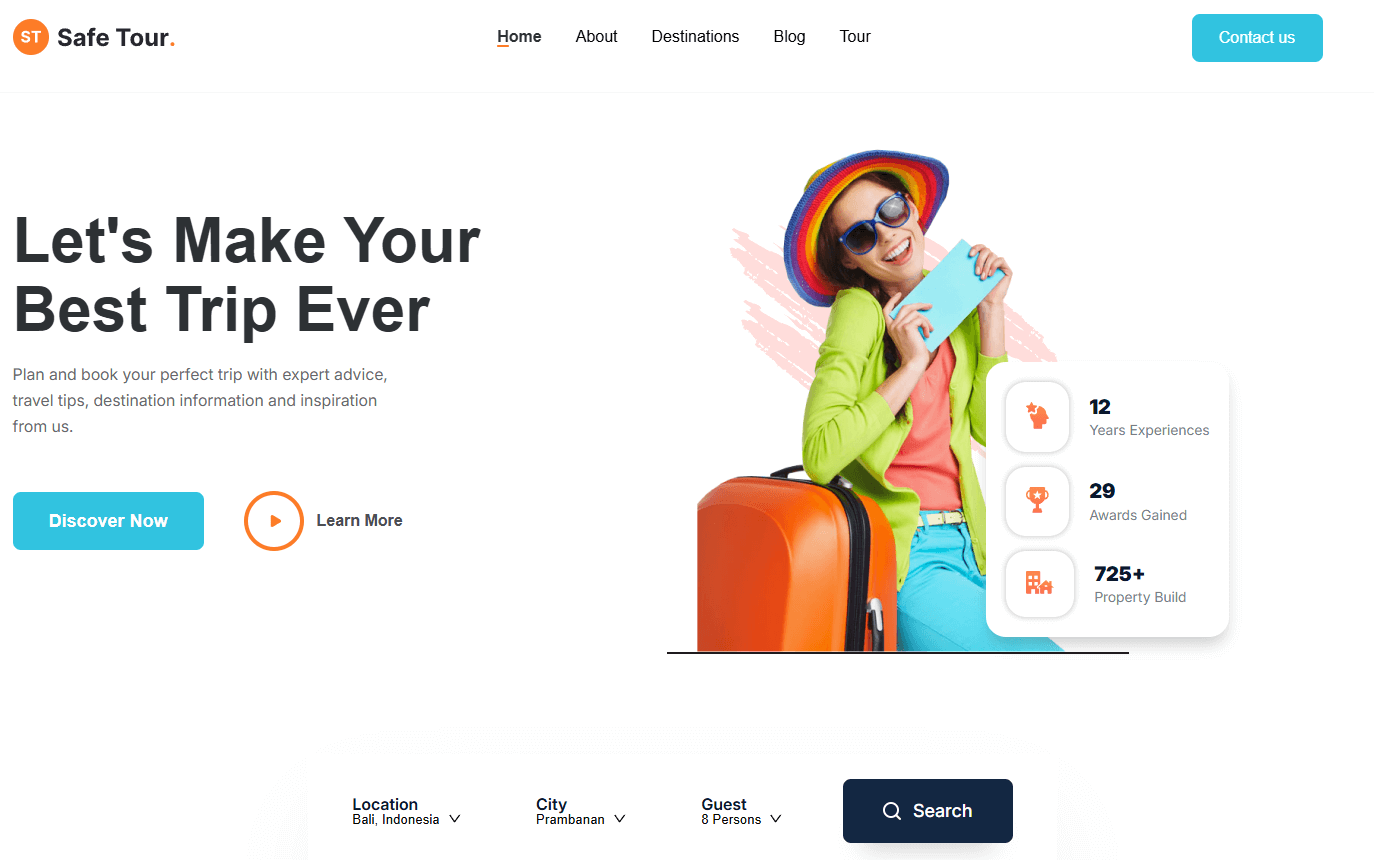 ST Safe Tour.
Home About Destinations Blog Tour
Contact us
Let's Make Your
Best Trip Ever
Plan and book your perfect trip with expert advice,
travel tips, destination information and inspiration
from us.
Discover Now
Learn More
12
Years Experiences
29
Awards Gained
725+
Property Build
Location
Bali, Indonesia
City
Prambanan
Guest
8 Persons
Search